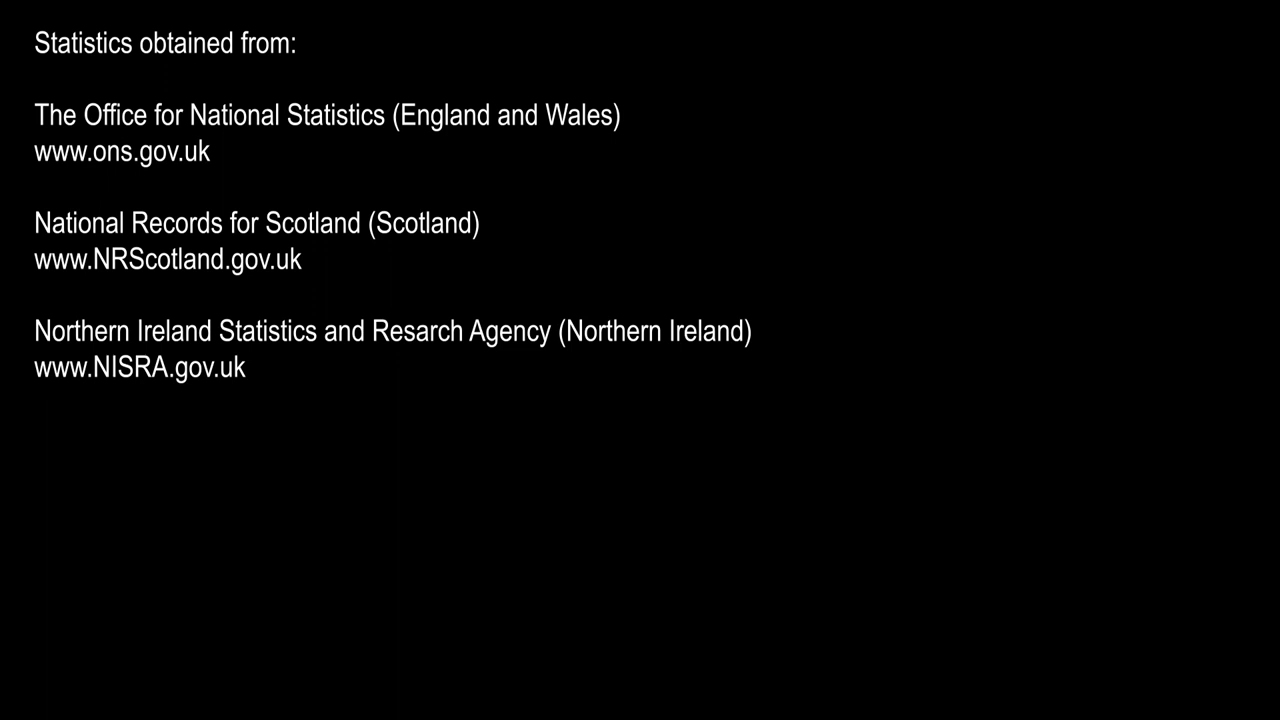 Statistics obtained from:
The Office for National Statistics (England and Wales)
www.ons.gov.uk
National Records for Scotland (Scotland)
www.NRScotland.gov.uk
Northern Ireland Statistics and Resarch Agency (Northern Ireland)
www.NISRA.gov.uk